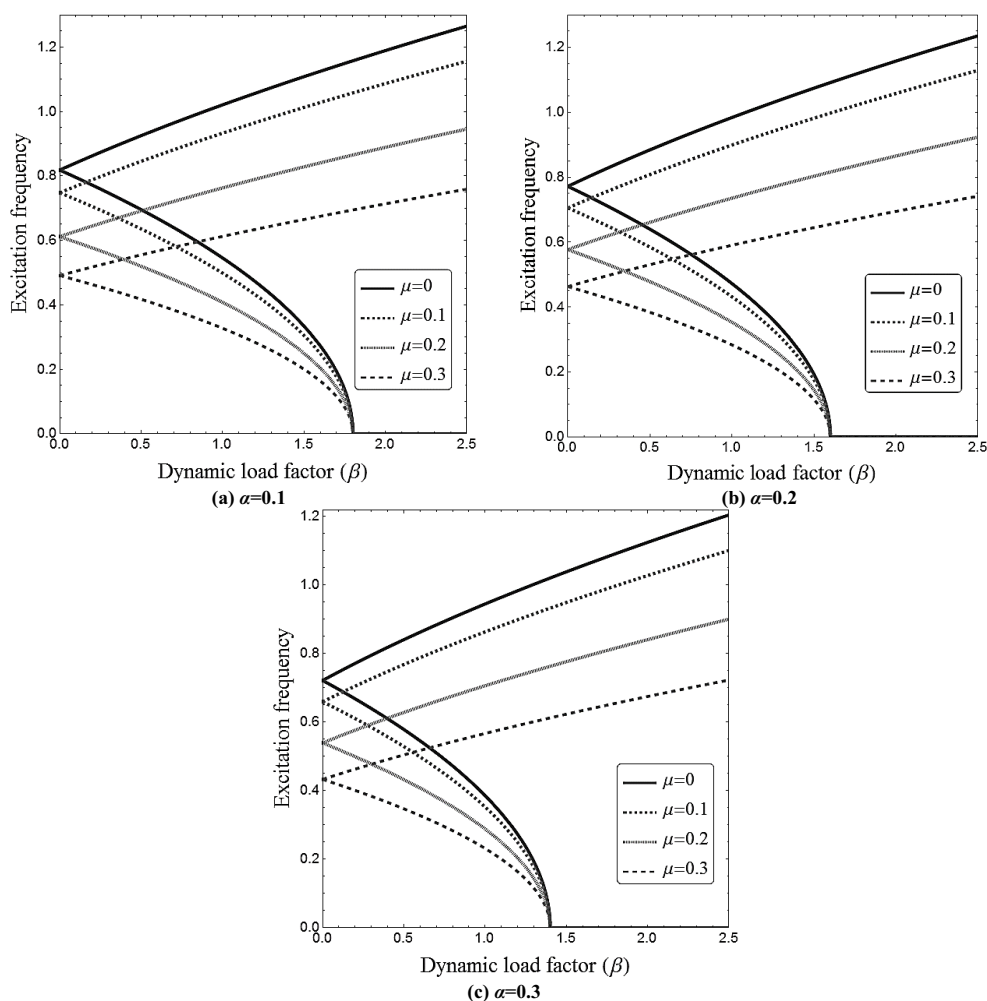 Excitation frequency
1.2
1.0
0.8
0.6
0.4
0.2
0.0
μ=0
μ=0.1
μ=0.2
μ=0.3
0.0 0.5 1.0 1.5 2.0 2.5
Dynamic load factor (β)
(a) α=0.1
Excitation frequency
1.2
1.0
0.8
0.6
0.4
0.2
0.0
μ=0
μ=0.1
μ=0.2
μ=0.3
0.0 0.5 1.0 1.5 2.0 2.5
Dynamic load factor (β)
(b) α=0.2
Excitation frequency
1.2
1.0
0.8
0.6
0.4
0.2
0.0
μ=0
μ=0.1
μ=0.2
μ=0.3
0.0 0.5 1.0 1.5 2.0 2.5
Dynamic load factor (β)
(c) α=0.3